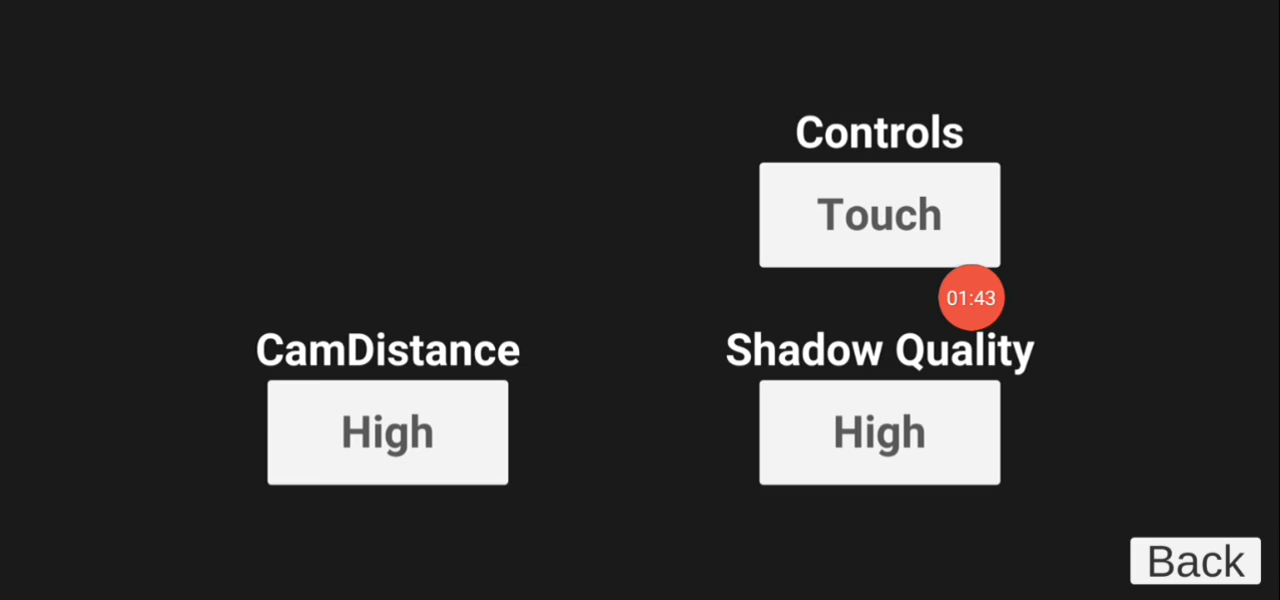 Controls
Touch
01:43
CamDistance
High
Shadow Quality
High
Back